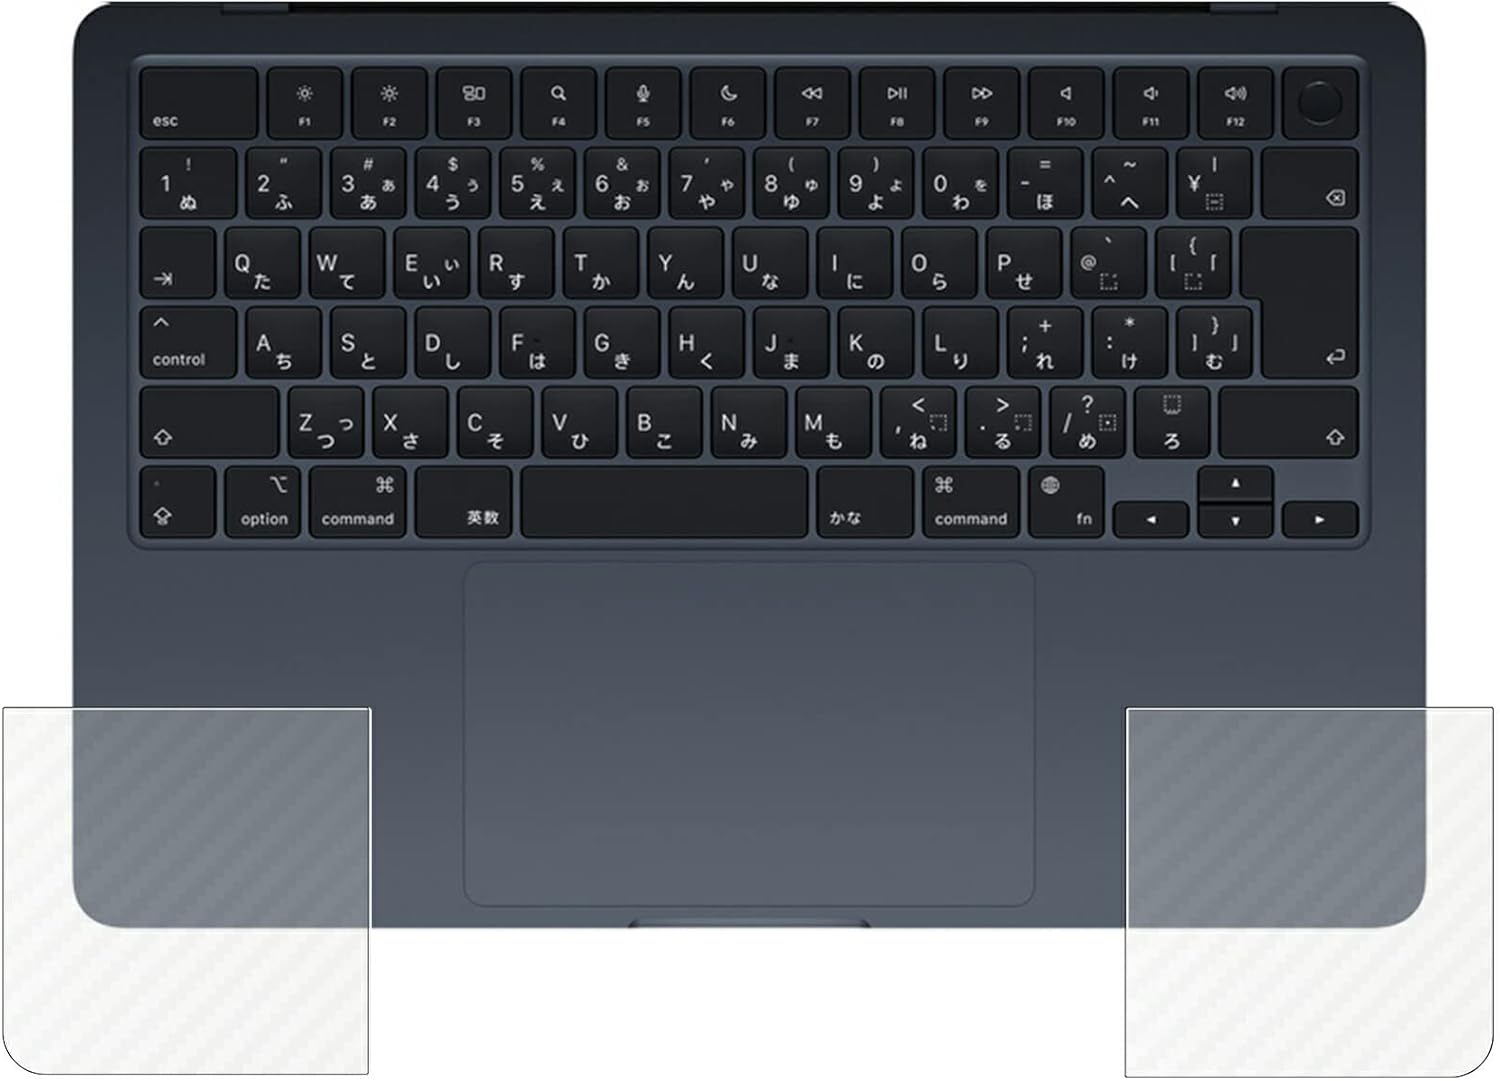 esc F1 F2 F3 F4 F5 F6 F7 F8 F9 F10 F11 F12
! " # $ % & ' ( ) = ~ |
1 2 3 ぁ 4 ぅ 5 ぇ 6 ぉ 7 ゃ 8 ゅ 9 ょ 0 を - ^ ¥
ぬ ふ あ う え お や ゆ よ わ ほ へ
Q W E ぃ R T Y U I O P ` @ { [ 「
た て い す か ん な に ら せ
^ A S D F G H J K L + ; * : } ] 」
control ち と し は き く ま の り れ け む
Z っ X C V B N M < , > . ? /
つ さ そ ひ こ み も ね る め ろ
option ⌥ command ⌘ 英数 かな ⌘ command fn